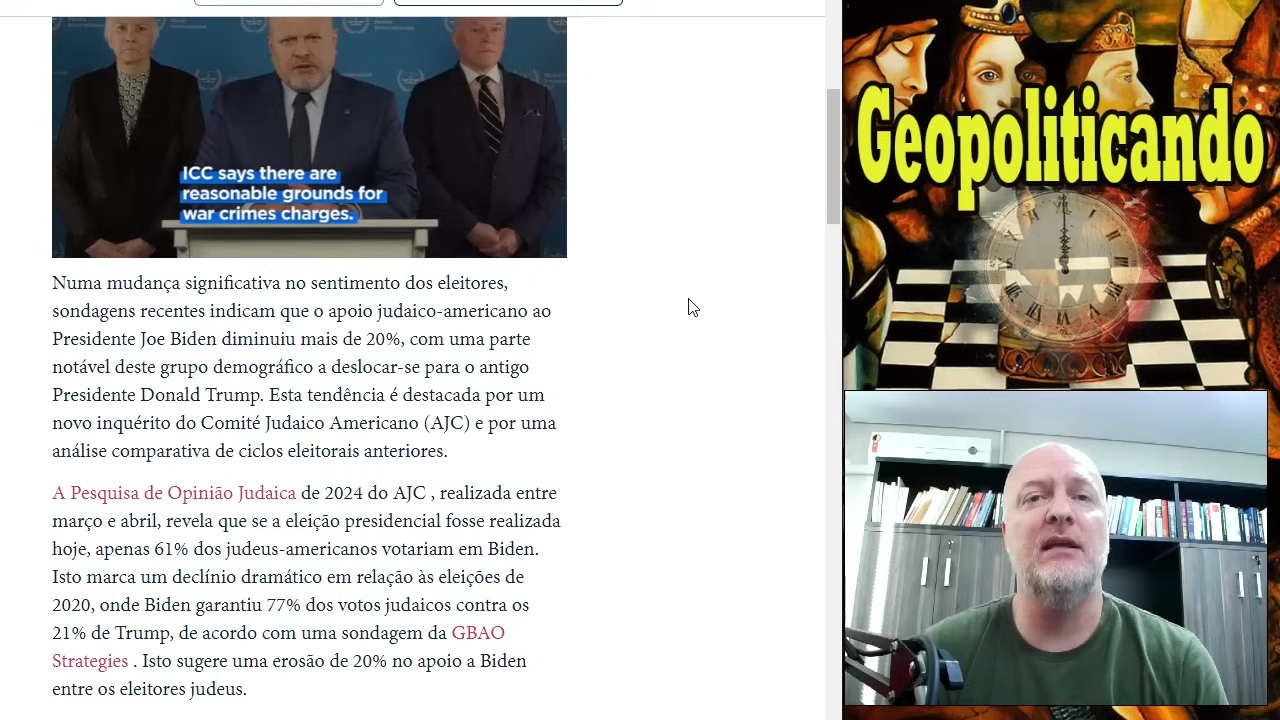 ICC says there are
reasonable grounds for
war crimes charges.
Numa mudança significativa no sentimento dos eleitores,
sondagens recentes indicam que o apoio judaico-americano ao
Presidente Joe Biden diminuiu mais de 20%, com uma parte
notável deste grupo demográfico a deslocar-se para o antigo
Presidente Donald Trump. Esta tendência é destacada por um
novo inquérito do Comité Judaico Americano (AJC) e por uma
análise comparativa de ciclos eleitorais anteriores.
A Pesquisa de Opinião Judaica de 2024 do AJC , realizada entre
março e abril, revela que se a eleição presidencial fosse realizada
hoje, apenas 61% dos judeus-americanos votariam em Biden.
Isto marca um declínio dramático em relação às eleições de
2020, onde Biden garantiu 77% dos votos judaicos contra os
21% de Trump, de acordo com uma sondagem da GBAO
Strategies . Isto sugere uma erosão de 20% no apoio a Biden
entre os eleitores judeus.
Geopoliticando